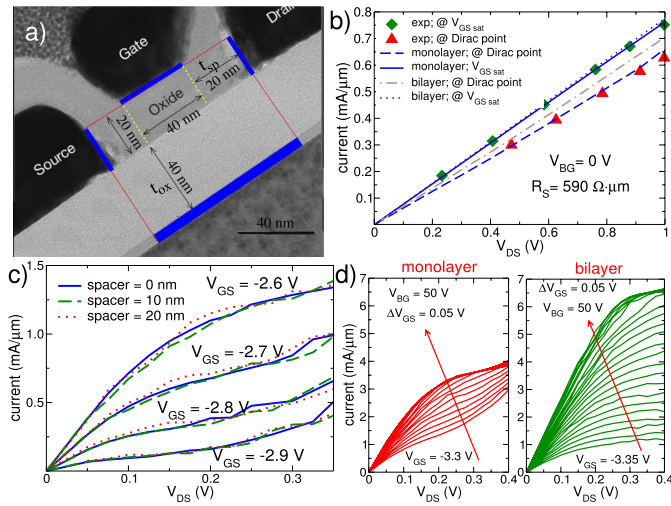 a)
Gate
Drain
Source
Oxide
t_sp
20 nm
20 nm
40 nm
40 nm
t_ox
40 nm
b)
exp; @ V_GS sat
exp; @ Dirac point
monolayer; @ Dirac point
monolayer; V_GS sat
bilayer; @ Dirac point
bilayer; @ V_GS sat
V_BG = 0 V
R_S = 590 Ω·μm
current (mA/μm)
0.8
0.7
0.6
0.5
0.4
0.3
0.2
0.1
0
0 0.2 0.4 0.6 0.8 1
V_DS (V)
c)
spacer = 0 nm
spacer = 10 nm
spacer = 20 nm
V_GS = -2.6
V_GS = -2.7
V_GS = -2.8
V_GS = -2.9
current (mA/μm)
1.5
1.0
0.5
0 0.1 0.2 0.3
V_DS (V)
d)
monolayer
V_BG = 50 V
ΔV_GS = 0.05 V
V_GS = -3.3 V
current (mA/μm)
7
6
5
4
3
2
1
0
0 0.1 0.2 0.3 0.4
V_DS (V)
bilayer
ΔV_GS = 0.05 V
V_BG = 50 V
V_GS = -3.35 V
7
6
5
4
3
2
1
0
0 0.1 0.2 0.3 0.4
V_DS (V)